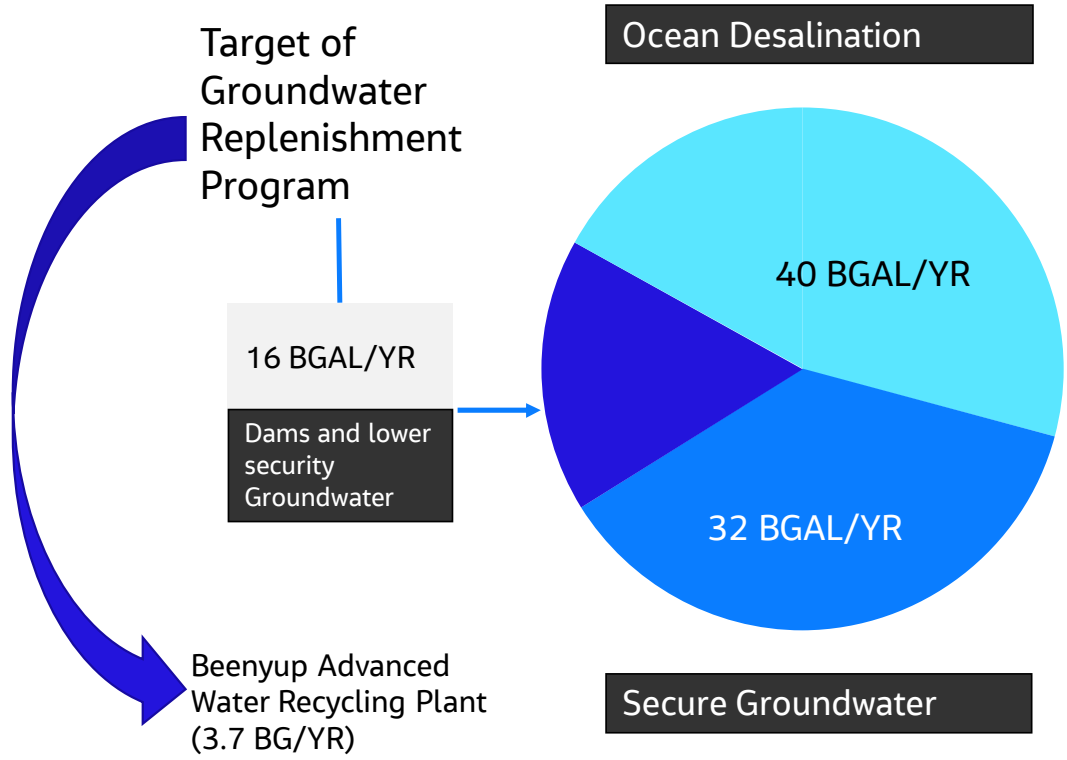 Target of
Groundwater
Replenishment
Program
16 BGAL/YR
Dams and lower
security
Groundwater
Beenyup Advanced
Water Recycling Plant
(3.7 BG/YR)
Ocean Desalination
40 BGAL/YR
32 BGAL/YR
Secure Groundwater